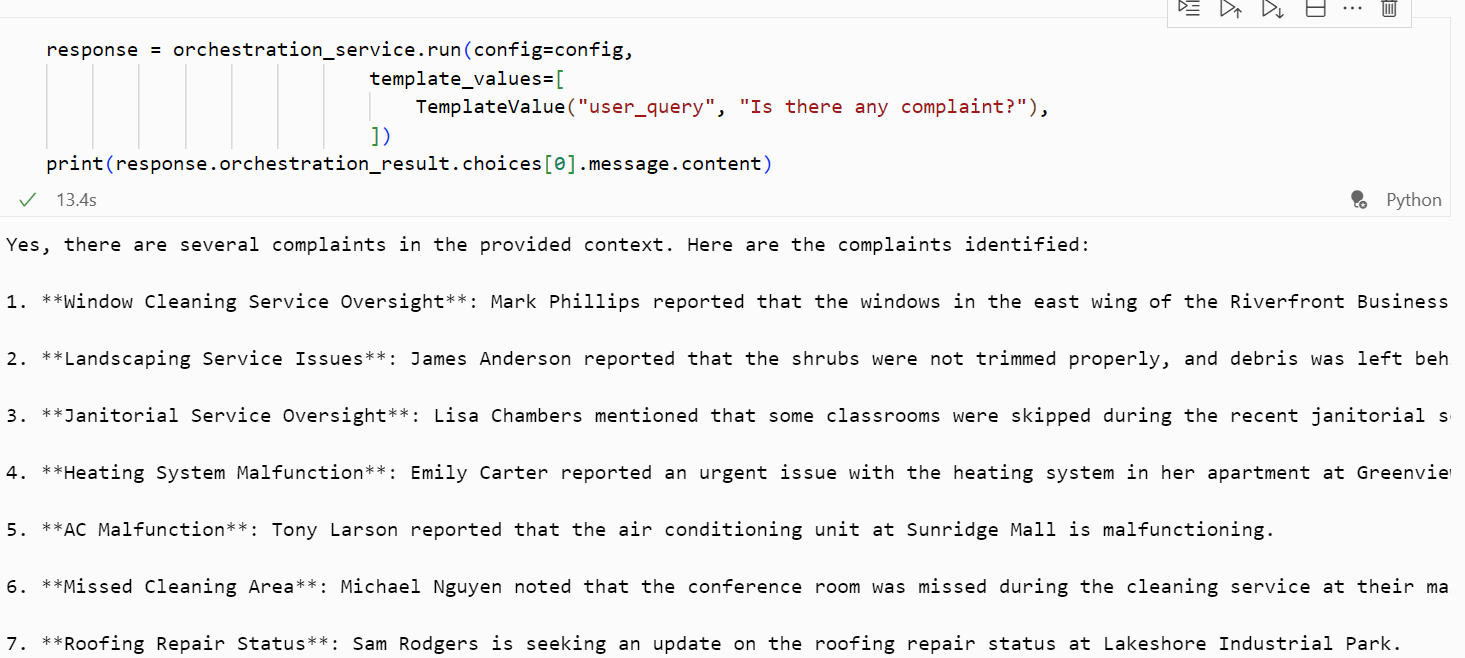 response = orchestration_service.run(config=config,
template_values=[
TemplateValue("user_query", "Is there any complaint?"),
])
print(response.orchestration_result.choices[0].message.content)
13.4s
Python
Yes, there are several complaints in the provided context. Here are the complaints identified:
1. **Window Cleaning Service Oversight**: Mark Phillips reported that the windows in the east wing of the Riverfront Business
2. **Landscaping Service Issues**: James Anderson reported that the shrubs were not trimmed properly, and debris was left beh
3. **Janitorial Service Oversight**: Lisa Chambers mentioned that some classrooms were skipped during the recent janitorial s
4. **Heating System Malfunction**: Emily Carter reported an urgent issue with the heating system in her apartment at Greenvie
5. **AC Malfunction**: Tony Larson reported that the air conditioning unit at Sunridge Mall is malfunctioning.
6. **Missed Cleaning Area**: Michael Nguyen noted that the conference room was missed during the cleaning service at their ma
7. **Roofing Repair Status**: Sam Rodgers is seeking an update on the roofing repair status at Lakeshore Industrial Park.